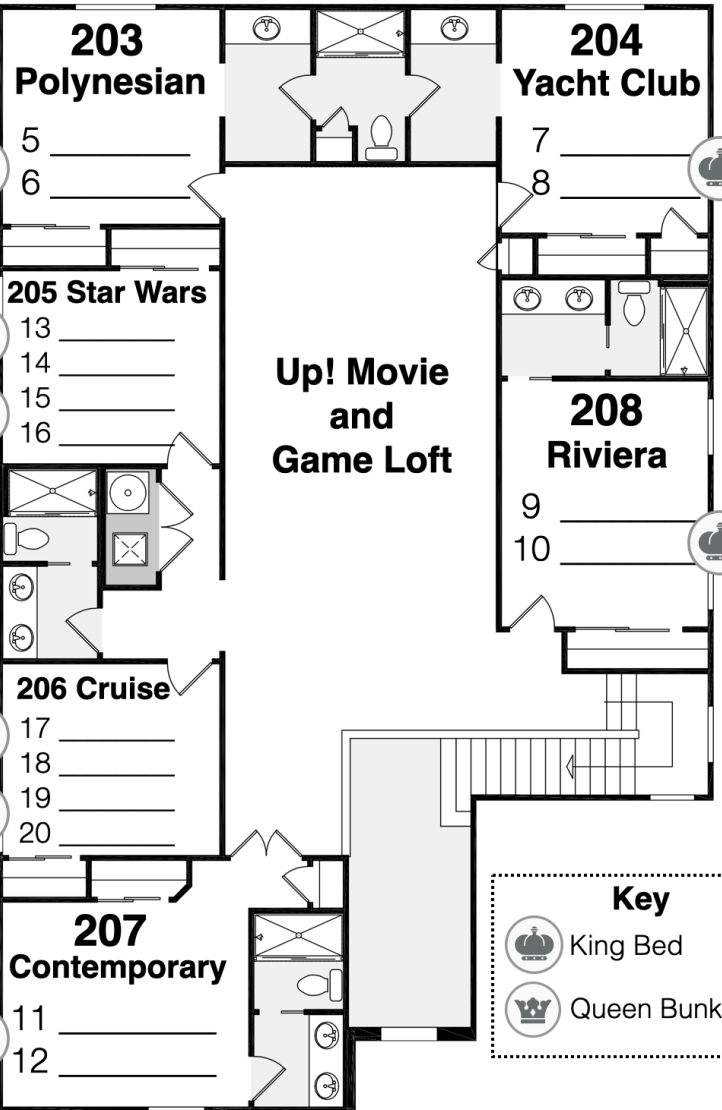 203
Polynesian
5
6
204
Yacht Club
7
8
205 Star Wars
13
14
15
16
Up! Movie
and
Game Loft
208
Riviera
9
10
206 Cruise
17
18
19
20
207
Contemporary
11
12
Key
King Bed
Queen Bunk